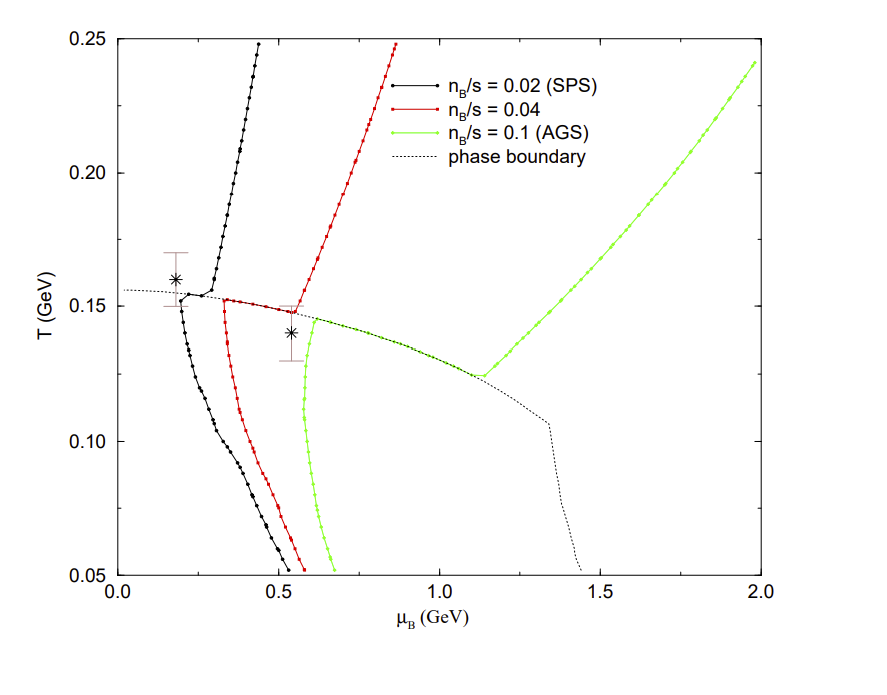 0.25
0.20
0.15
0.10
0.05
T (GeV)
n_B/s = 0.02 (SPS)
n_B/s = 0.04
n_B/s = 0.1 (AGS)
phase boundary
0.0 0.5 1.0 1.5 2.0
μ_B (GeV)